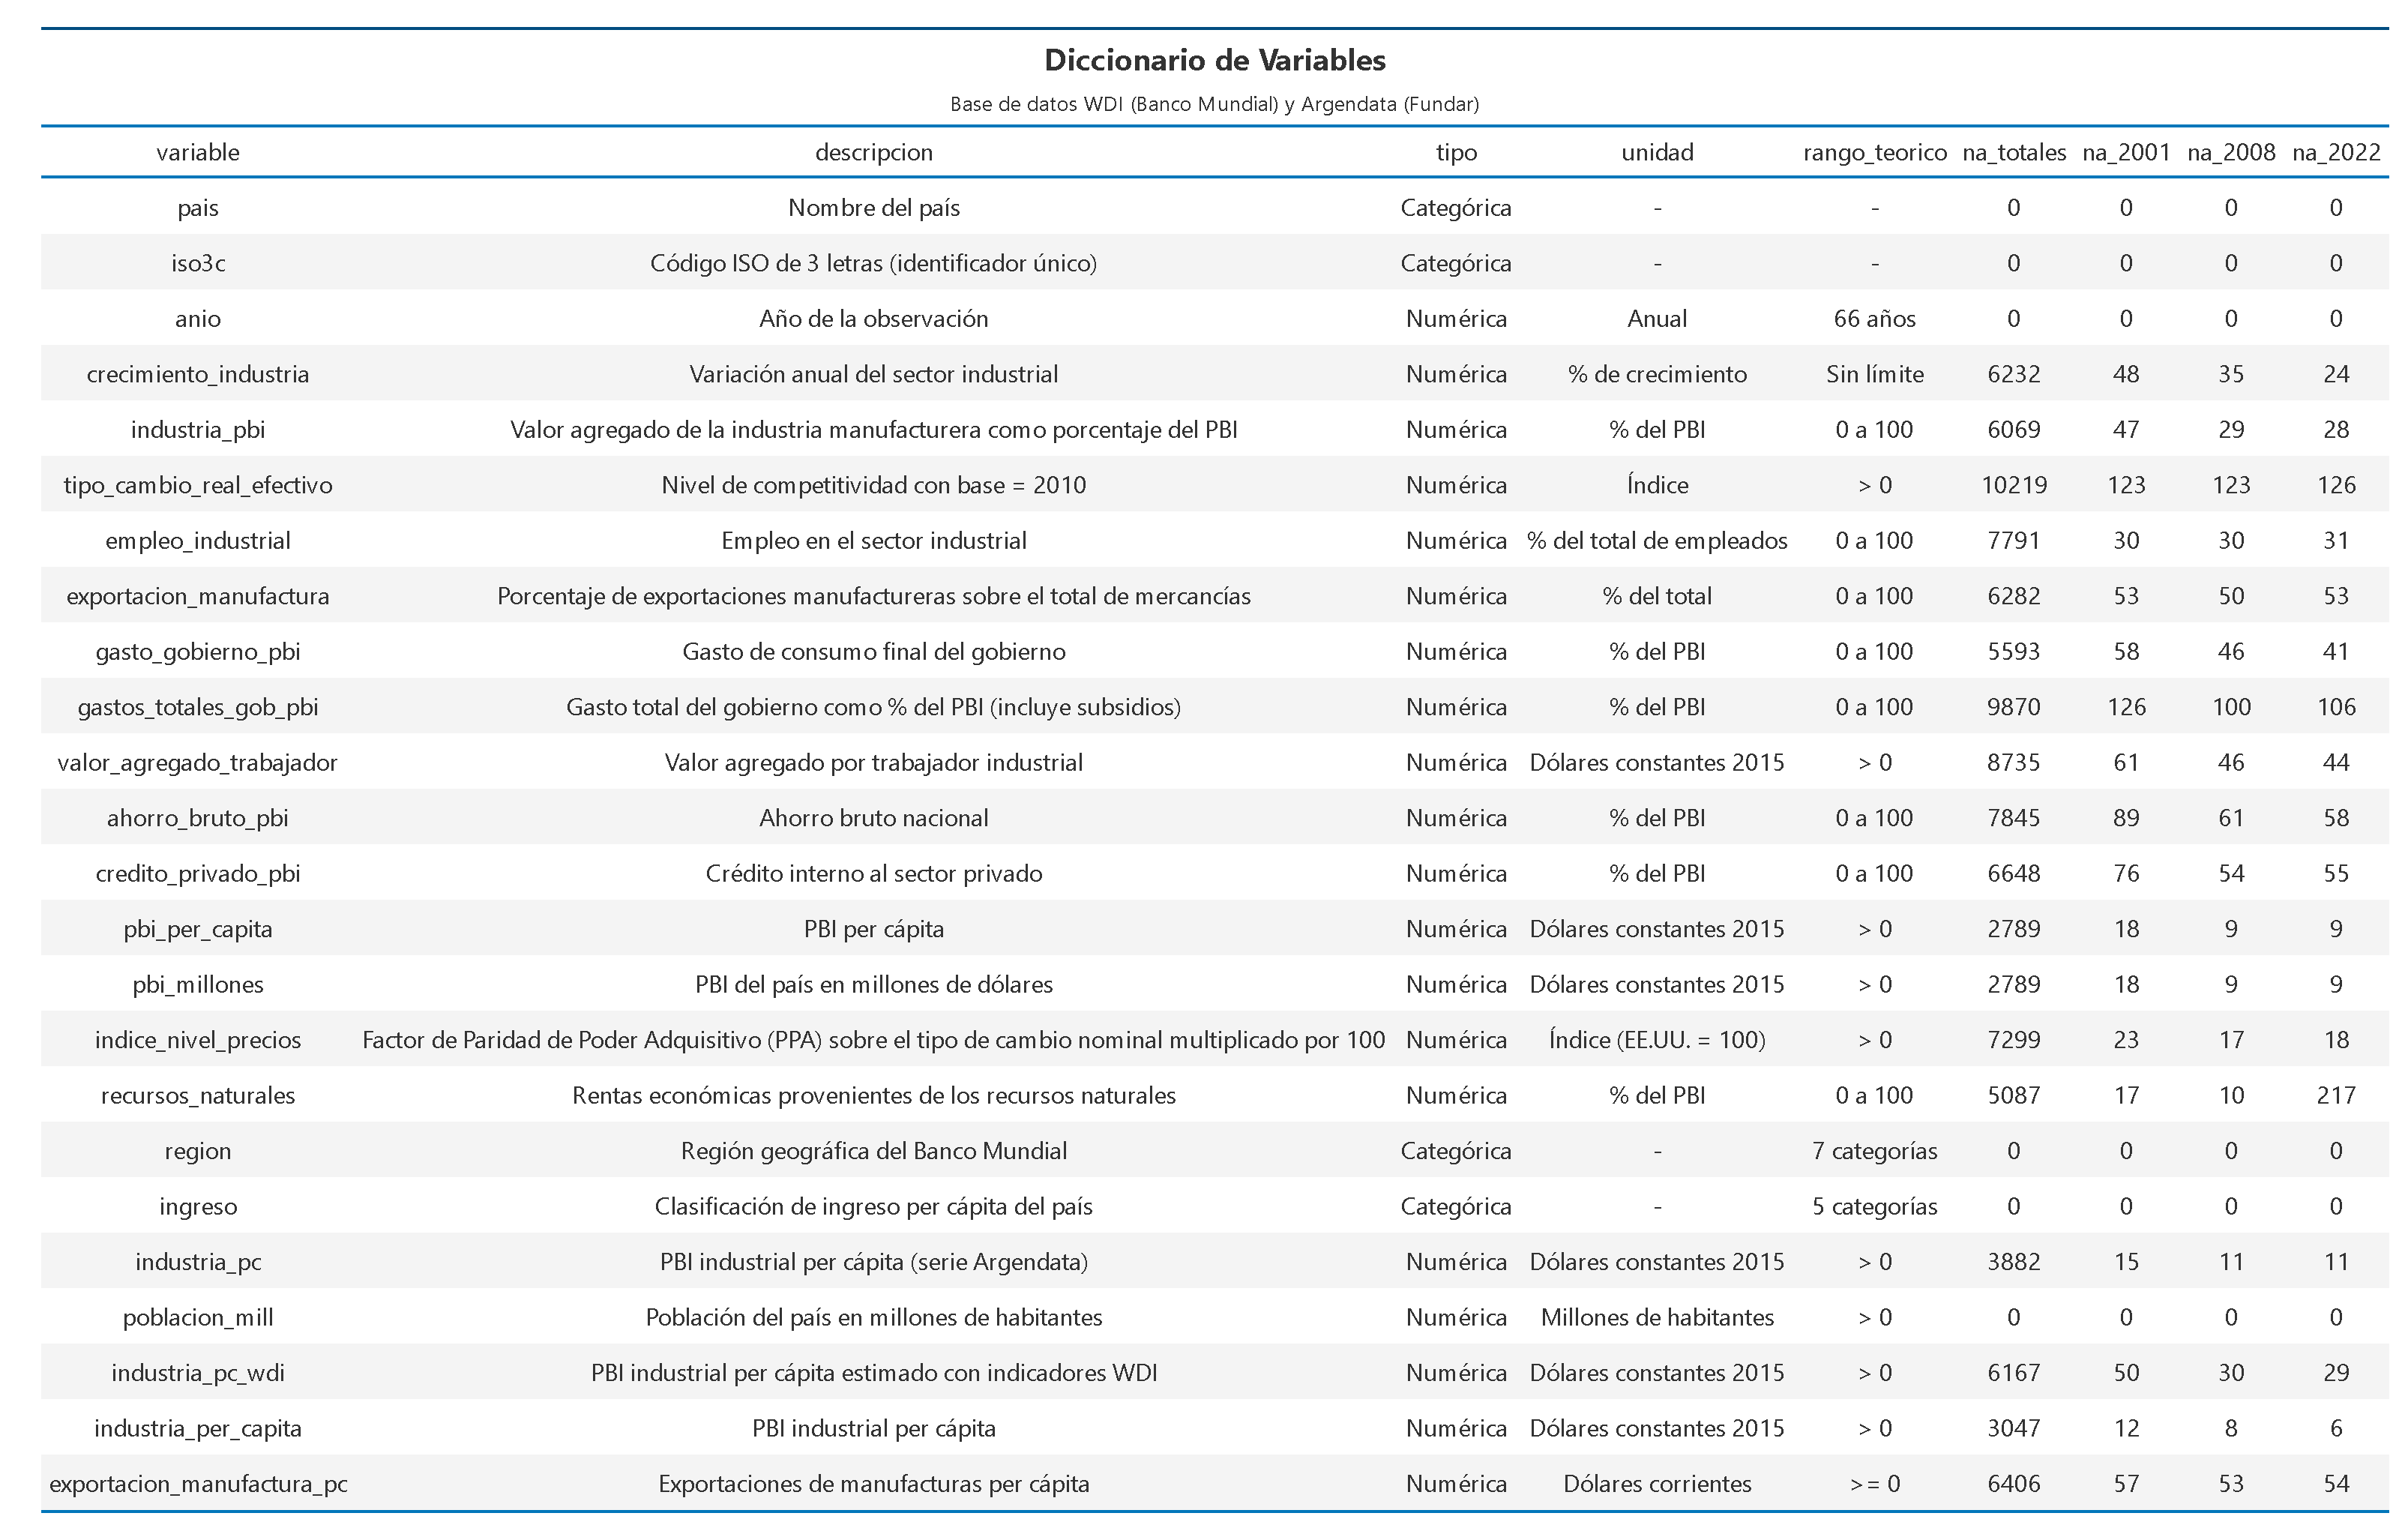 Diccionario de Variables
Base de datos WDI (Banco Mundial) y Argendata (Fundar)
variable descripcion tipo unidad rango_teorico na_totales na_2001 na_2008 na_2022
pais Nombre del país Categórica - - 0 0 0 0
iso3c Código ISO de 3 letras (identificador único) Categórica - - 0 0 0 0
anio Año de la observación Numérica Anual 66 años 0 0 0 0
crecimiento_industria Variación anual del sector industrial Numérica % de crecimiento Sin límite 6232 48 35 24
industria_pbi Valor agregado de la industria manufacturera como porcentaje del PBI Numérica % del PBI 0 a 100 6069 47 29 28
tipo_cambio_real_efectivo Nivel de competitividad con base = 2010 Numérica Índice > 0 10219 123 123 126
empleo_industrial Empleo en el sector industrial Numérica % del total de empleados 0 a 100 7791 30 30 31
exportacion_manufactura Porcentaje de exportaciones manufactureras sobre el total de mercancías Numérica % del total 0 a 100 6282 53 50 53
gasto_gobierno_pbi Gasto de consumo final del gobierno Numérica % del PBI 0 a 100 5593 58 46 41
gastos_totales_gob_pbi Gasto total del gobierno como % del PBI (incluye subsidios) Numérica % del PBI 0 a 100 9870 126 100 106
valor_agregado_trabajador Valor agregado por trabajador industrial Numérica Dólares constantes 2015 > 0 8735 61 46 44
ahorro_bruto_pbi Ahorro bruto nacional Numérica % del PBI 0 a 100 7845 89 61 58
credito_privado_pbi Crédito interno al sector privado Numérica % del PBI 0 a 100 6648 76 54 55
pbi_per_capita PBI per cápita Numérica Dólares constantes 2015 > 0 2789 18 9 9
pbi_millones PBI del país en millones de dólares Numérica Dólares constantes 2015 > 0 2789 18 9 9
indice_nivel_precios Factor de Paridad de Poder Adquisitivo (PPA) sobre el tipo de cambio nominal multiplicado por 100 Numérica Índice (EE.UU. = 100) > 0 7299 23 17 18
recursos_naturales Rentas económicas provenientes de los recursos naturales Numérica % del PBI 0 a 100 5087 17 10 217
region Región geográfica del Banco Mundial Categórica - 7 categorías 0 0 0 0
ingreso Clasificación de ingreso per cápita del país Categórica - 5 categorías 0 0 0 0
industria_pc PBI industrial per cápita (serie Argendata) Numérica Dólares constantes 2015 > 0 3882 15 11 11
poblacion_mill Población del país en millones de habitantes Numérica Millones de habitantes > 0 0 0 0 0
industria_pc_wdi PBI industrial per cápita estimado con indicadores WDI Numérica Dólares constantes 2015 > 0 6167 50 30 29
industria_per_capita PBI industrial per cápita Numérica Dólares constantes 2015 > 0 3047 12 8 6
exportacion_manufactura_pc Exportaciones de manufacturas per cápita Numérica Dólares corrientes >= 0 6406 57 53 54